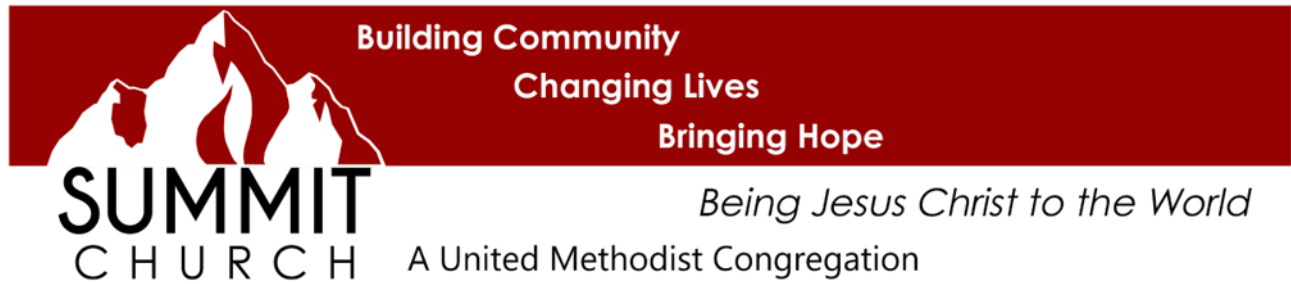 Building Community
Changing Lives
Bringing Hope
SUMMIT
CHURCH
Being Jesus Christ to the World
A United Methodist Congregation